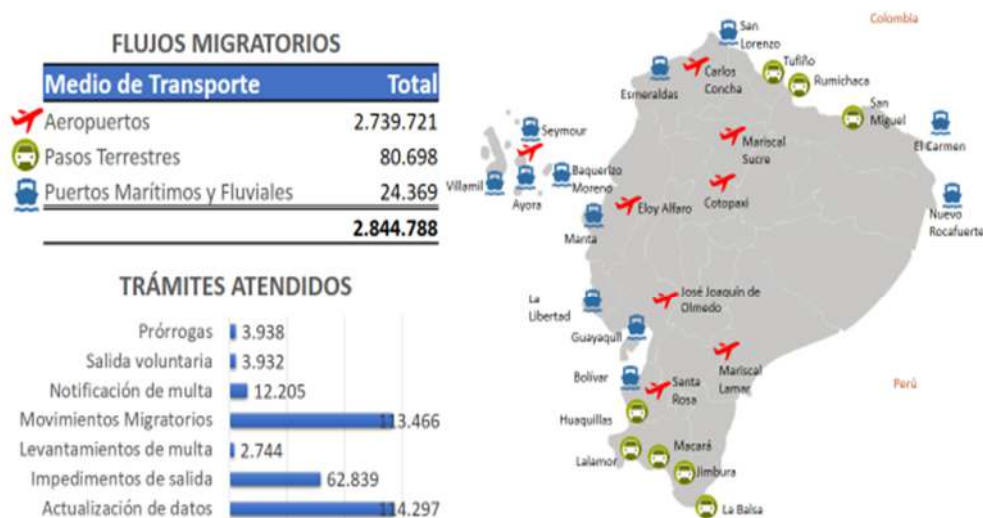 FLUJOS MIGRATORIOS
Medio de Transporte Total
Aeropuertos 2.739.721
Pasos Terrestres 80.698
Puertos Marítimos y Fluviales 24.369
2.844.788
TRÁMITES ATENDIDOS
Prórrogas 3.938
Salida voluntaria 3.932
Notificación de multa 12.205
Movimientos Migratorios 113.466
Levantamientos de multa 2.744
Impedimentos de salida 62.839
Actualización de datos 114.297
Colombia
San
Lorenzo
Tufiño
Carlos
Concha
Rumichaca
Esmeraldas
San
Miguel
Seymour
El Carmen
Mariscal
Sucre
Baquerizo
Moreno
Villamil
Ayora
Cotopaxi
Eloy Alfaro
Nuevo
Rocafuerte
Manta
José Joaquín de
Olmedo
La
Libertad
Guayaquil
Mariscal
Lamar
Bolívar
Santa
Rosa
Perú
Huaquillas
Macará
Lalamor
Jimbura
La Balsa